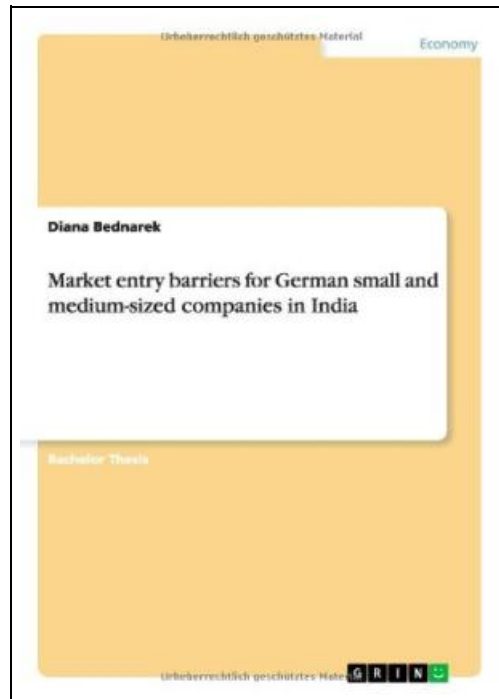 Urheberrechtlich geschütztes Material
Economy
Diana Bednarek
Market entry barriers for German small and
medium-sized companies in India
Bachelor Thesis
Urheberrechtlich geschütztes Mate
GRIN